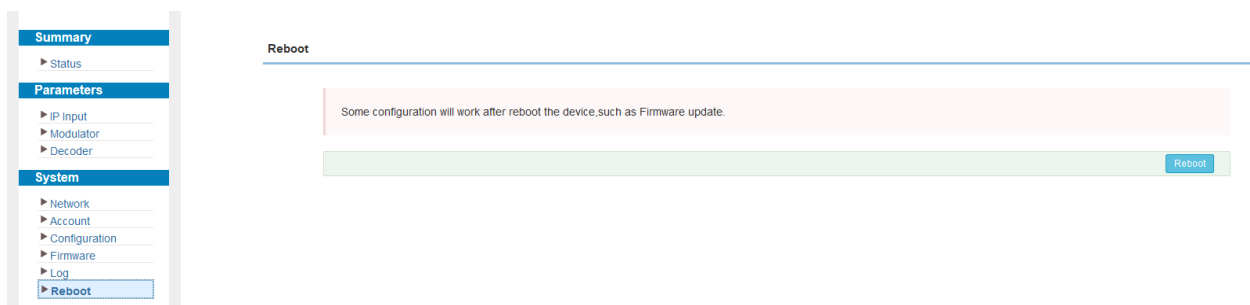 Summary
Status
Parameters
IP Input
Modulator
Decoder
System
Network
Account
Configuration
Firmware
Log
Reboot
Reboot
Some configuration will work after reboot the device,such as Firmware update.
Reboot